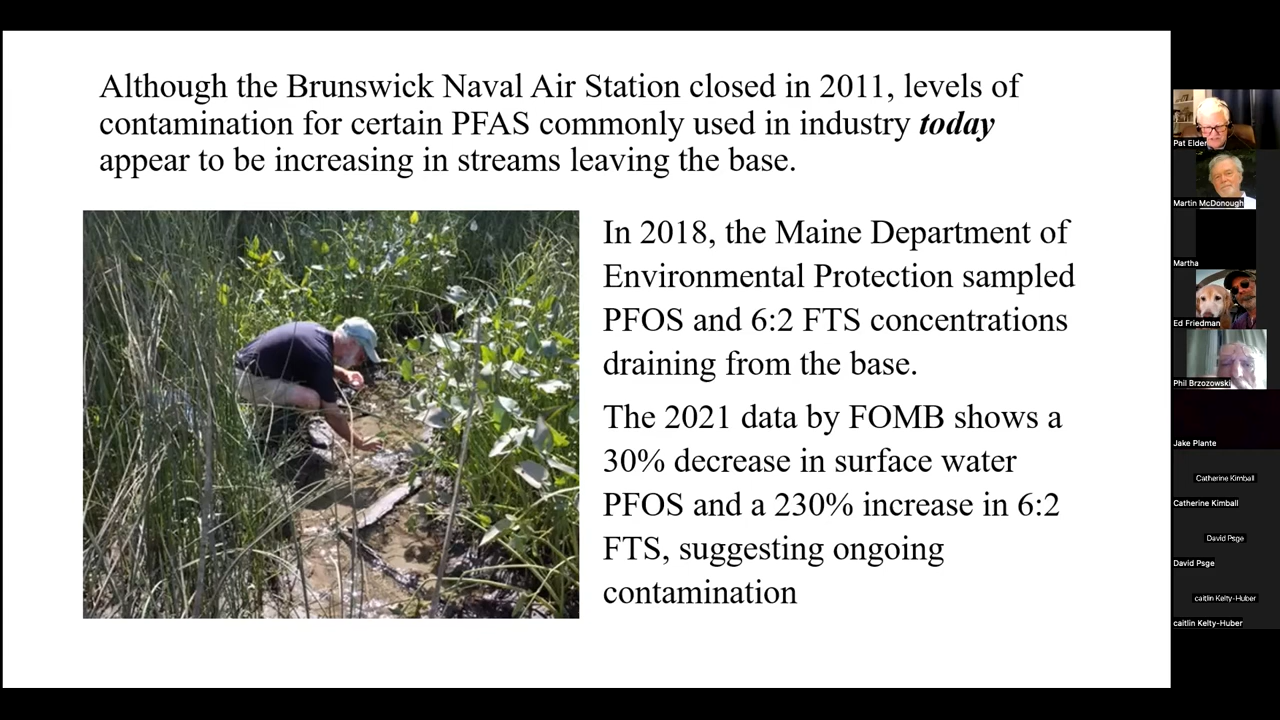 Although the Brunswick Naval Air Station closed in 2011, levels of
contamination for certain PFAS commonly used in industry today
appear to be increasing in streams leaving the base.
In 2018, the Maine Department of
Environmental Protection sampled
PFOS and 6:2 FTS concentrations
draining from the base.
The 2021 data by FOMB shows a
30% decrease in surface water
PFOS and a 230% increase in 6:2
FTS, suggesting ongoing
contamination
Pat Elder
Martin McDonough
Martha
Ed Friedman
Phil Brzozowski
Jake Plante
Catherine Kimball
Catherine Kimball
David Psge
David Psge
caitlin Kelty-Huber
caitlin Kelty-Huber